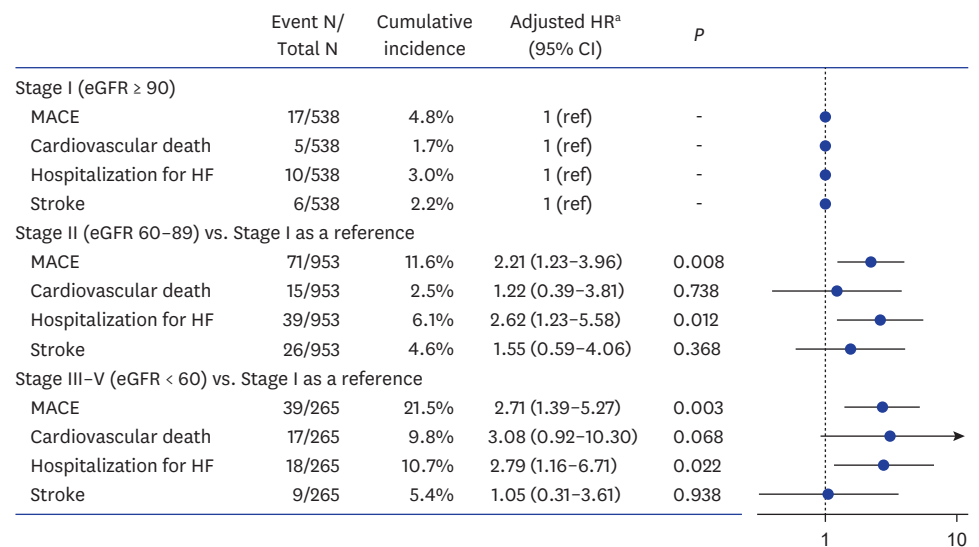 Event N/ Total N Cumulative incidence Adjusted HRᵃ (95% CI) P
Stage I (eGFR ≥ 90)
MACE 17/538 4.8% 1 (ref) -
Cardiovascular death 5/538 1.7% 1 (ref) -
Hospitalization for HF 10/538 3.0% 1 (ref) -
Stroke 6/538 2.2% 1 (ref) -
Stage II (eGFR 60–89) vs. Stage I as a reference
MACE 71/953 11.6% 2.21 (1.23–3.96) 0.008
Cardiovascular death 15/953 2.5% 1.22 (0.39–3.81) 0.738
Hospitalization for HF 39/953 6.1% 2.62 (1.23–5.58) 0.012
Stroke 26/953 4.6% 1.55 (0.59–4.06) 0.368
Stage III–V (eGFR < 60) vs. Stage I as a reference
MACE 39/265 21.5% 2.71 (1.39–5.27) 0.003
Cardiovascular death 17/265 9.8% 3.08 (0.92–10.30) 0.068
Hospitalization for HF 18/265 10.7% 2.79 (1.16–6.71) 0.022
Stroke 9/265 5.4% 1.05 (0.31–3.61) 0.938
1 10